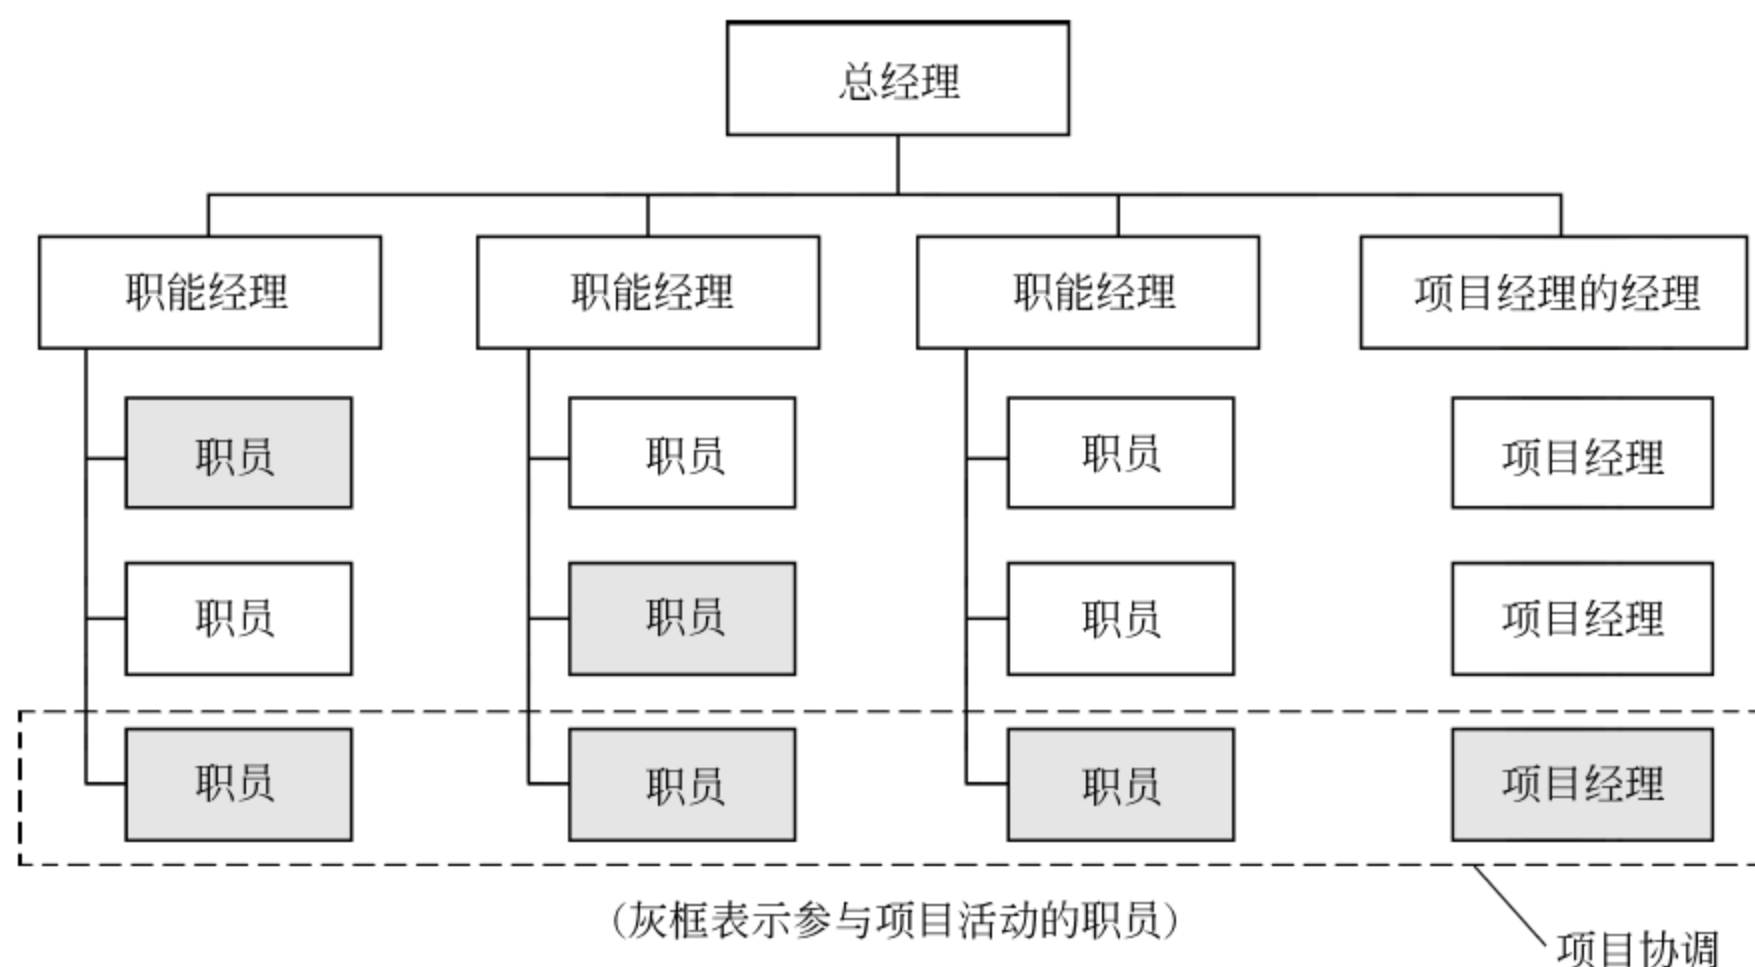 总经理
职能经理
职能经理
职能经理
项目经理的经理
职员
职员
职员
项目经理
职员
职员
职员
项目经理
职员
职员
职员
项目经理
（灰框表示参与项目活动的职员）
项目协调